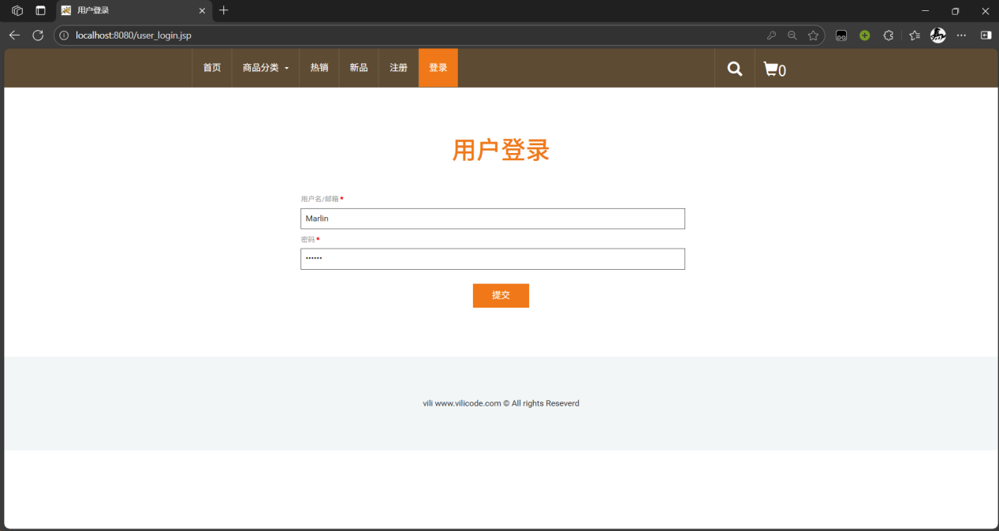 用户登录
localhost:8080/user_login.jsp
首页 商品分类 热销 新品 注册 登录 0
用户登录
用户名/邮箱 *
Marlin
密码 *
••••••
提交
vili www.vilicode.com © All rights Reseverd